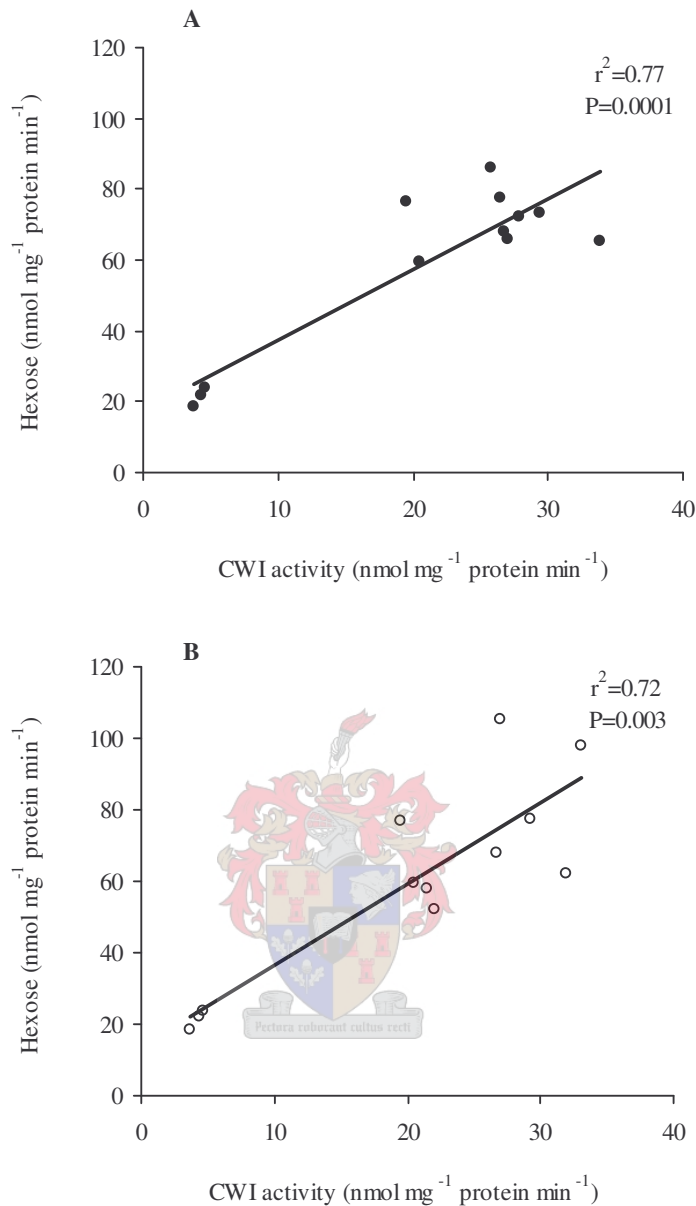 A
r²=0.77
P=0.0001
Hexose (nmol mg⁻¹ protein min⁻¹)
120
100
80
60
40
20
0
0 10 20 30 40
CWI activity (nmol mg⁻¹ protein min⁻¹)
B
r²=0.72
P=0.003
Hexose (nmol mg⁻¹ protein min⁻¹)
120
100
80
60
40
20
0
Pectora roborant cultus recti
0 10 20 30 40
CWI activity (nmol mg⁻¹ protein min⁻¹)